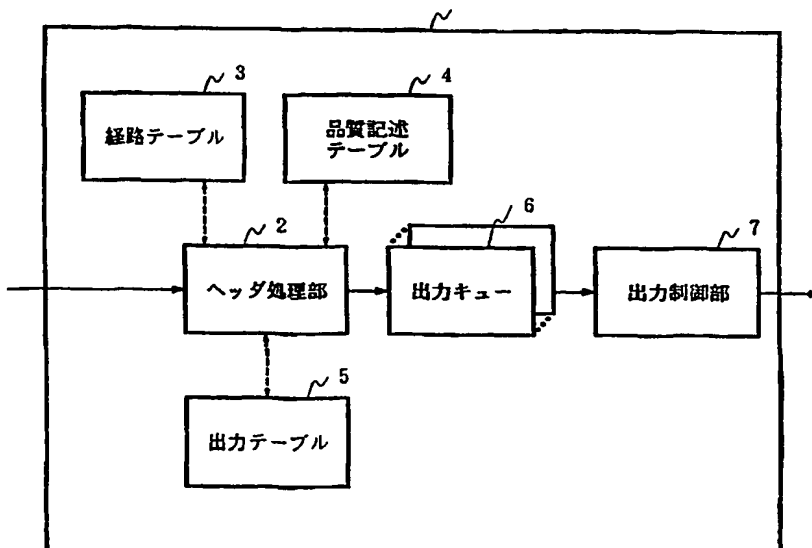 3
経路テーブル
4
品質記述
テーブル
2
ヘッダ処理部
6
出力キュー
7
出力制御部
5
出力テーブル